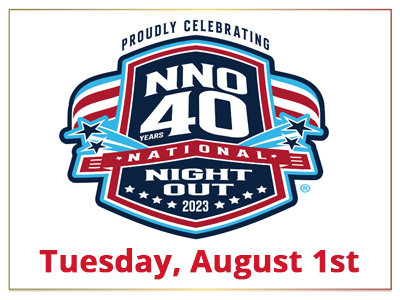 PROUDLY CELEBRATING
NNO
40
YEARS
NATIONAL
NIGHT
OUT
2023
®
Tuesday, August 1st